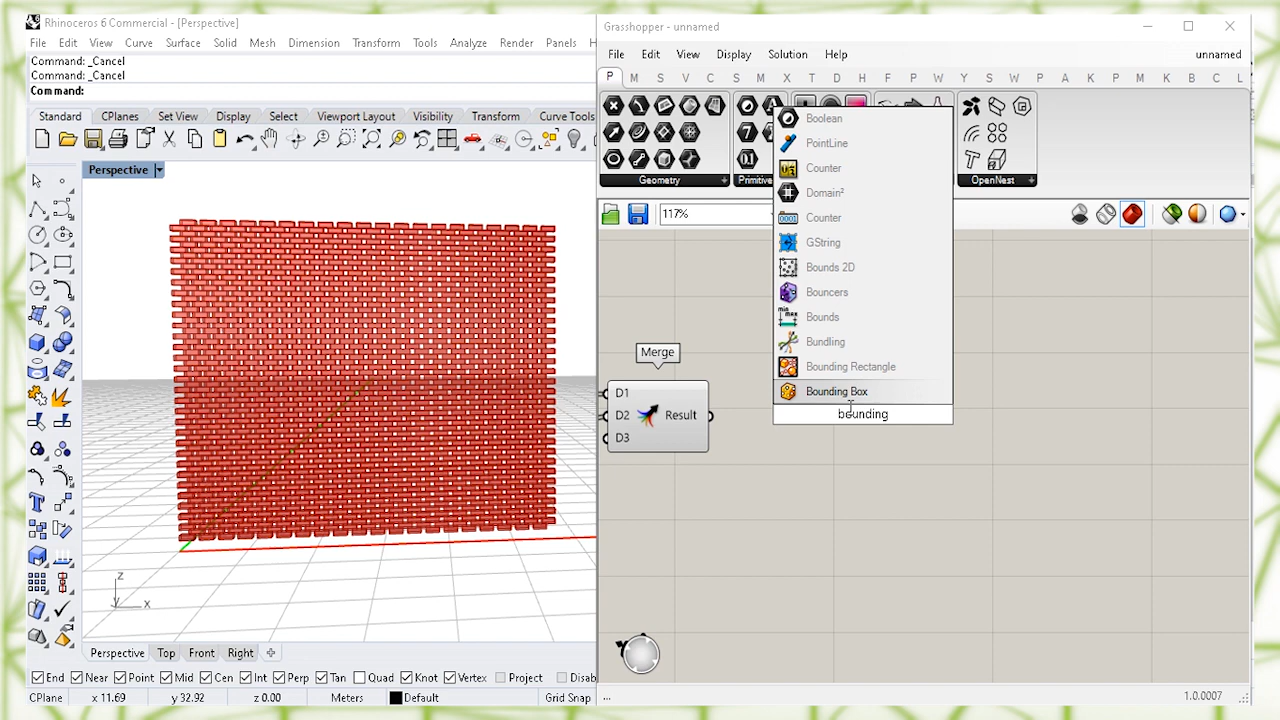 Rhinoceros 6 Commercial - [Perspective]
File Edit View Curve Surface Solid Mesh Dimension Transform Tools Analyze Render Panels H
Command: _Cancel
Command: _Cancel
Command:
Standard CPlanes Set View Display Select Viewport Layout Visibility Transform Curve Tools
Perspective
z
y
x
Perspective Top Front Right
End Near Point Mid Cen Int Perp Tan Quad Knot Vertex Project Disab
CPlane x 11.69 y 32.92 z 0.00 Meters Default Grid Snap
Grasshopper - unnamed
File Edit View Display Solution Help unnamed
P M S V C S M X T D H F P W Y S W P A K P M K B C L
Geometry
Primitive
OpenNest
117%
Boolean
PointLine
Counter
Domain²
Counter
GString
Bounds 2D
Bouncers
min max Bounds
Bundling
Bounding Rectangle
Bounding Box
bounding
Merge
D1
D2 Result
D3
...
1.0.0007